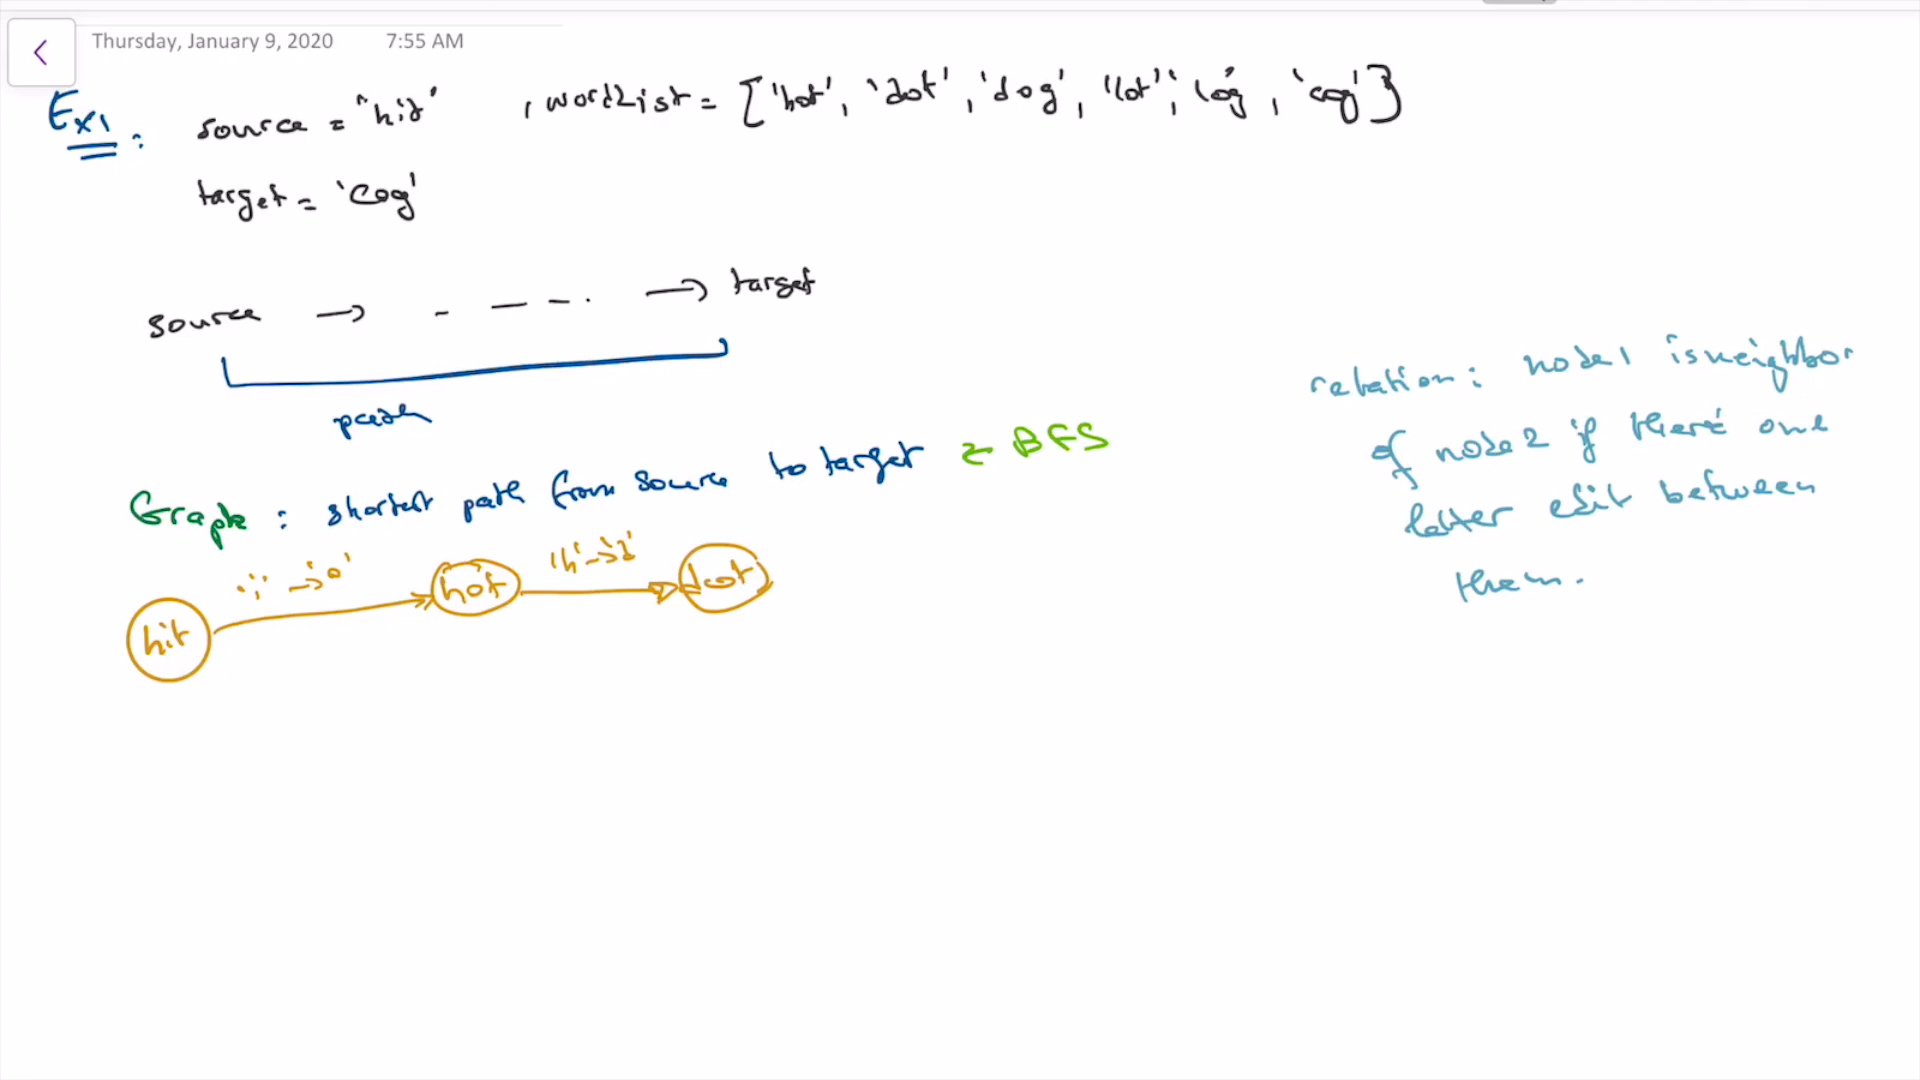 Thursday, January 9, 2020 7:55 AM
Ex1: source = "hit" , wordList = ['hot', 'dot', 'dog', 'lot', 'log', 'cog']
target = 'cog'
source → - — – . → target
path
Graph : shortest path from source to target ← BFS
'i' → 'o' 'h' → 'd'
hit hot dot
relation: node1 is neighbor
of node2 if there's one
letter edit between
them.